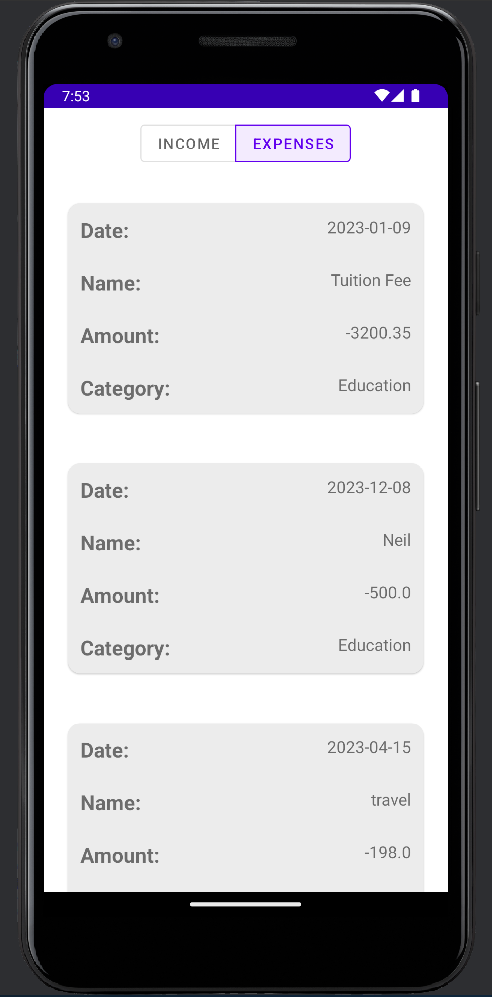 7:53
INCOME EXPENSES
Date: 2023-01-09
Name: Tuition Fee
Amount: -3200.35
Category: Education
Date: 2023-12-08
Name: Neil
Amount: -500.0
Category: Education
Date: 2023-04-15
Name: travel
Amount: -198.0